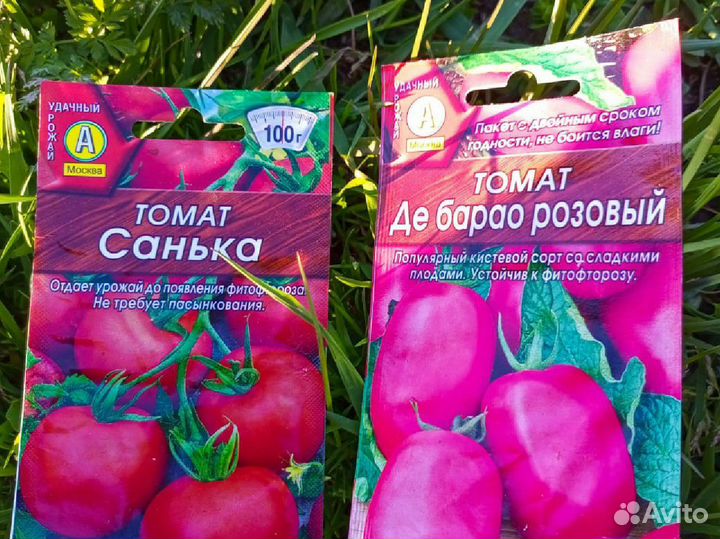 УДАЧНЫЙ УРОЖАЙ
А
Москва
100 г
ТОМАТ
Санька
Отдает урожай до появления фитофтороза.
Не требует пасынкования.
УДАЧНЫЙ УРОЖАЙ
А
Москва
Пакет с двойным сроком
годности, не боится влаги!
ТОМАТ
Де барао розовый
Популярный кистевой сорт со сладкими
плодами. Устойчив к фитофторозу.
Avito